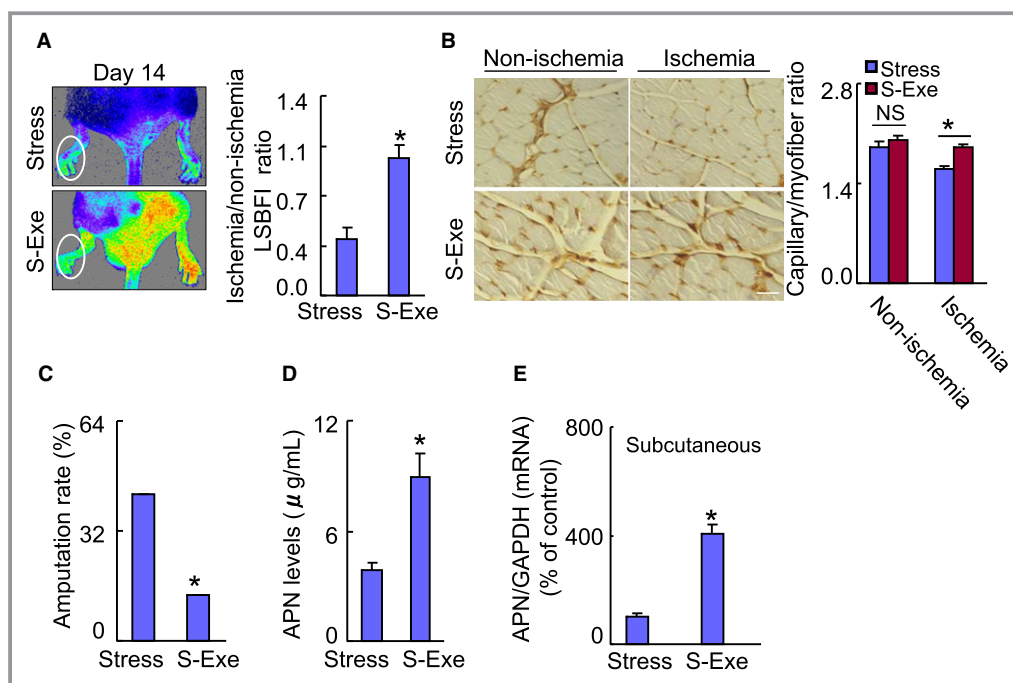 A
Day 14
Stress
S-Exe
Ischemia/non-ischemia
LSBFI ratio
1.4
1.1
0.7
0.4
0.0
*
Stress S-Exe
B
Non-ischemia Ischemia
Stress
S-Exe
Capillary/myofiber ratio
2.8
1.4
0.0
Stress
S-Exe
NS
*
Non-ischemia
Ischemia
C
Amputation rate (%)
64
32
0
*
Stress S-Exe
D
APN levels (μg/mL)
12
6
0
*
Stress S-Exe
E
APN/GAPDH (mRNA)
(% of control)
800
400
0
Subcutaneous
*
Stress S-Exe